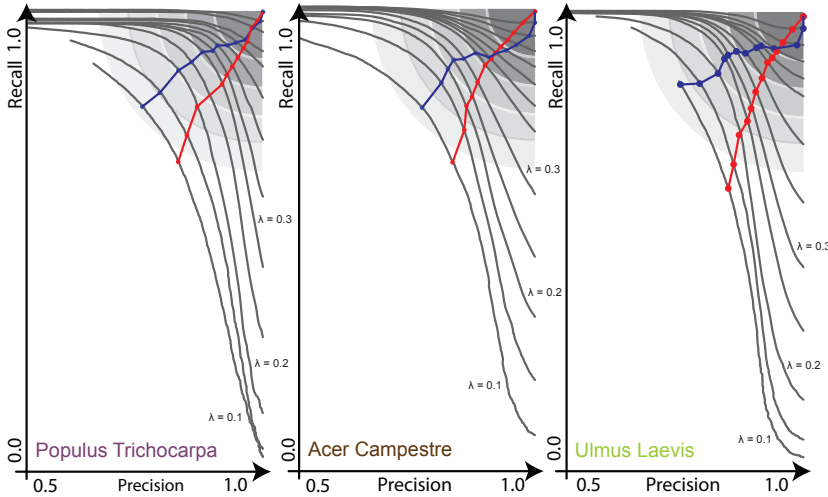 Recall
1.0
0.0
λ = 0.3
λ = 0.2
λ = 0.1
Populus Trichocarpa
0.5
Precision
1.0
Recall
1.0
0.0
λ = 0.3
λ = 0.2
λ = 0.1
Acer Campestre
0.5
Precision
1.0
Recall
1.0
0.0
λ = 0.3
λ = 0.2
λ = 0.1
Ulmus Laevis
0.5
Precision
1.0